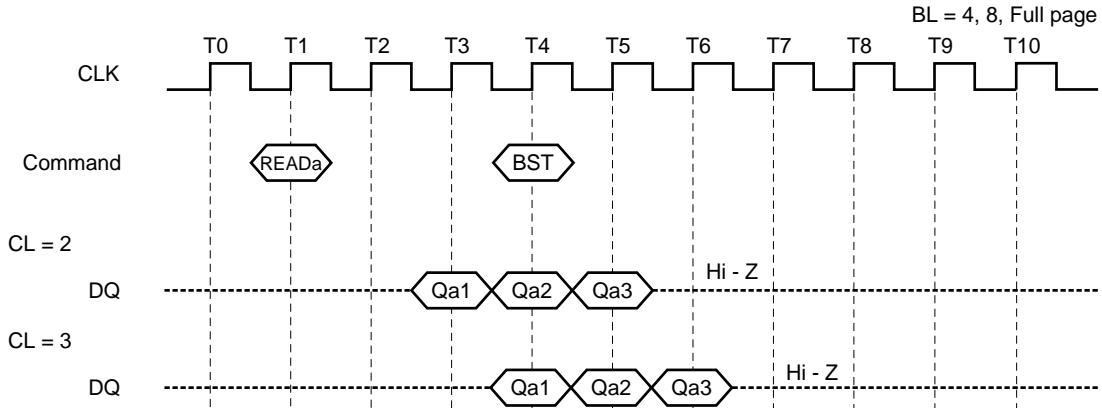 BL = 4, 8, Full page
T0 T1 T2 T3 T4 T5 T6 T7 T8 T9 T10
CLK
Command READa BST
CL = 2
Hi - Z
DQ Qa1 Qa2 Qa3
CL = 3
Hi - Z
DQ Qa1 Qa2 Qa3